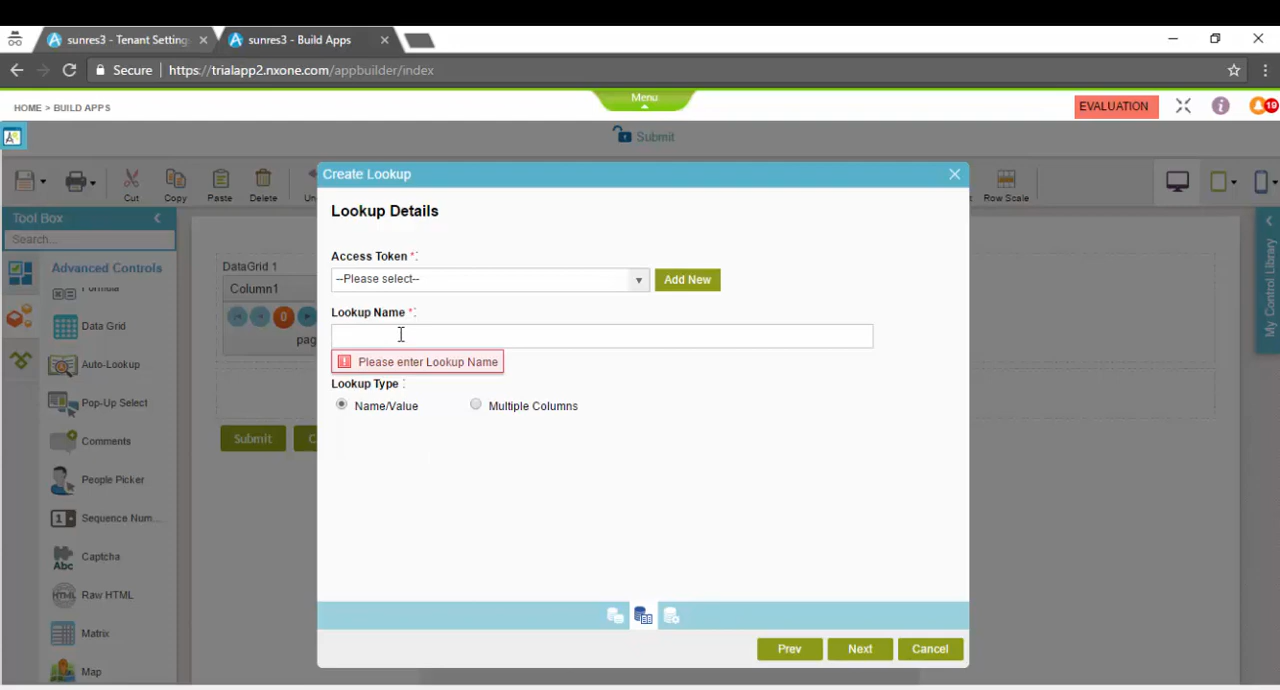 sunres3 - Tenant Setting
sunres3 - Build Apps
Secure
https://trialapp2.nxone.com/appbuilder/index
HOME > BUILD APPS
Menu
EVALUATION
19
Submit
Cut
Copy
Paste
Delete
Row Scale
Tool Box
Search...
Advanced Controls
Formula
Data Grid
Auto-Lookup
Pop-Up Select
Comments
People Picker
Sequence Num...
Captcha
Raw HTML
Matrix
Map
DataGrid 1
Column1
0
pag
Submit
C
Create Lookup
Lookup Details
Access Token *:
--Please select--
Add New
Lookup Name *:
Please enter Lookup Name
Lookup Type :
Name/Value
Multiple Columns
Prev
Next
Cancel
My Control Library